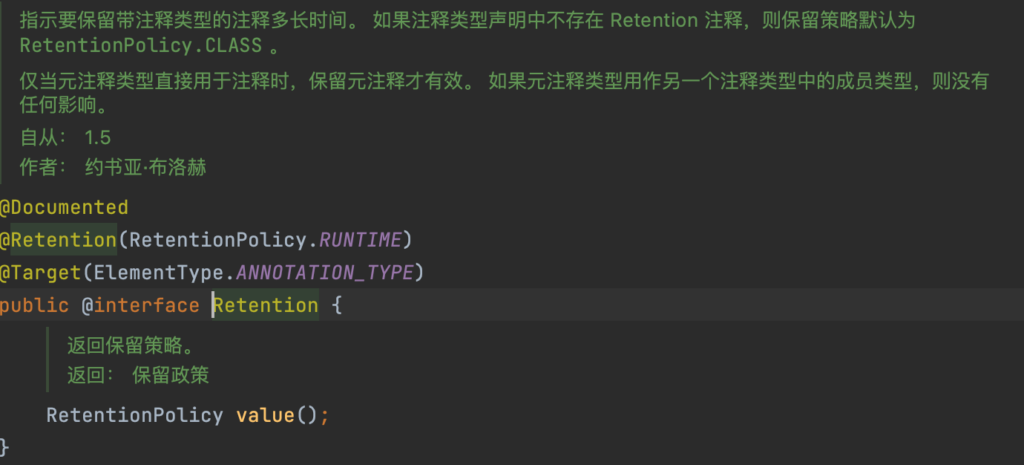 指示要保留带注释类型的注释多长时间。 如果注释类型声明中不存在 Retention 注释，则保留策略默认为
RetentionPolicy.CLASS 。
仅当元注释类型直接用于注释时，保留元注释才有效。 如果元注释类型用作另一个注释类型中的成员类型，则没有
任何影响。
自从： 1.5
作者： 约书亚·布洛赫
@Documented
@Retention(RetentionPolicy.RUNTIME)
@Target(ElementType.ANNOTATION_TYPE)
public @interface Retention {
返回保留策略。
返回： 保留政策
RetentionPolicy value();
}